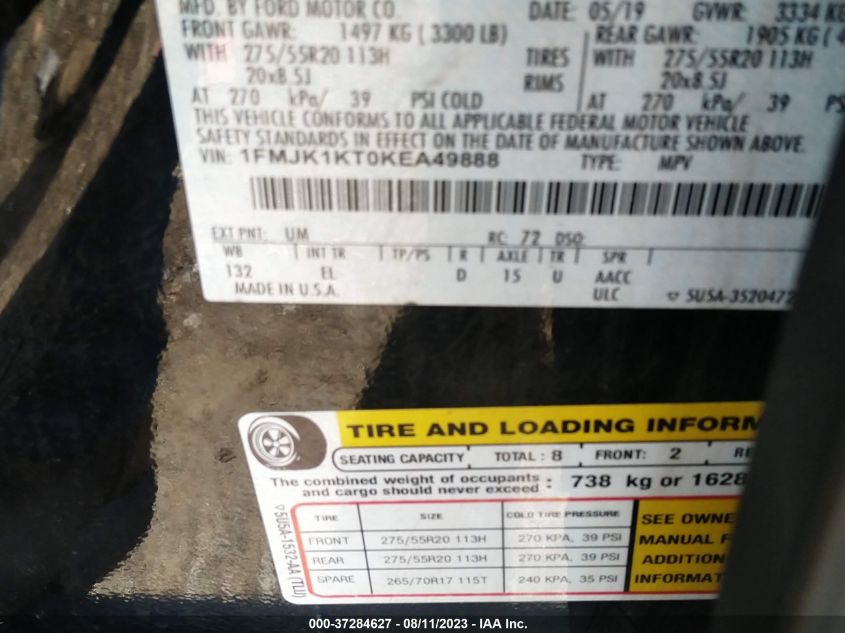 MFD. BY FORD MOTOR CO. DATE: 05/19 GVWR: 3334 KG
FRONT GAWR: 1497 KG ( 3300 LB) REAR GAWR: 1905 KG ( 4
WITH 275/55R20 113H TIRES WITH 275/55R20 113H
20x8.5J RIMS 20x8.5J
AT 270 kPa/ 39 PSI COLD AT 270 kPa/ 39 PS
THIS VEHICLE CONFORMS TO ALL APPLICABLE FEDERAL MOTOR VEHICLE
SAFETY STANDARDS IN EFFECT ON THE DATE OF MANUFACTURE SHOWN ABOVE.
VIN: 1FMJK1KT0KEA49888 TYPE: MPV
EXT PNT: UM RC: 72 DSO:
WB INT TR TP/PS R AXLE TR SPR
132 EL D 15 U AACC
MADE IN U.S.A. ULC 5U5A-3520472
TIRE AND LOADING INFORM
SEATING CAPACITY TOTAL : 8 FRONT: 2 RE
The combined weight of occupants
and cargo should never exceed : 738 kg or 1628
TIRE SIZE COLD TIRE PRESSURE
FRONT 275/55R20 113H 270 KPA, 39 PSI
REAR 275/55R20 113H 270 KPA, 39 PSI
SPARE 265/70R17 115T 240 KPA, 35 PSI
SEE OWNE
MANUAL F
ADDITION
INFORMAT
5U5A-1532-AA (TLU)
000-37284627 - 08/11/2023 - IAA Inc.